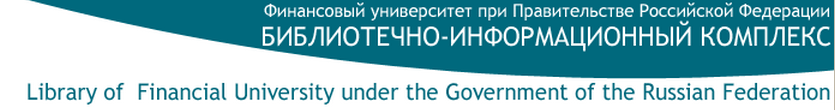 Финансовый университет при Правительстве Российской Федерации
БИБЛИОТЕЧНО-ИНФОРМАЦИОННЫЙ КОМПЛЕКС
Library of Financial University under the Government of the Russian Federation